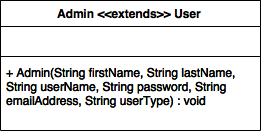 Admin <<extends>> User
+ Admin(String firstName, String lastName,
String userName, String password, String
emailAddress, String userType) : void